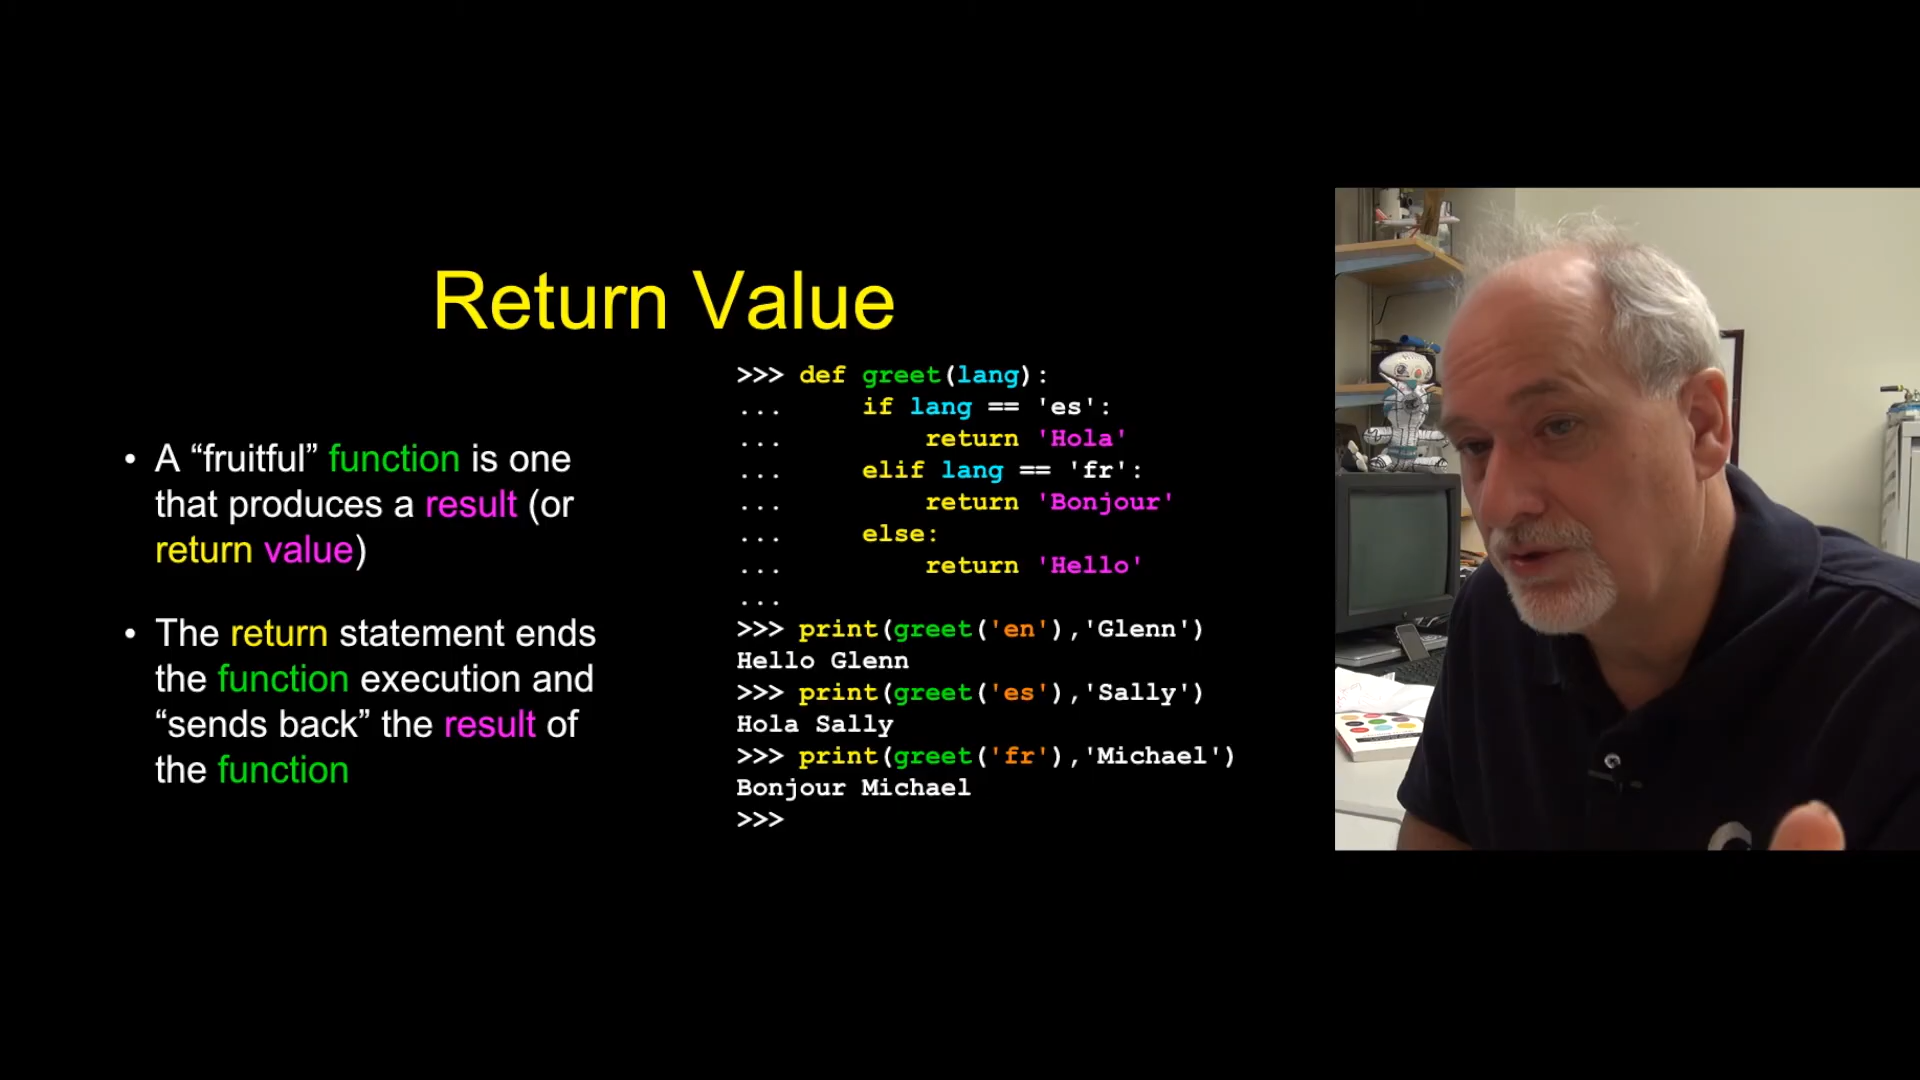 Return Value
• A “fruitful” function is one
that produces a result (or
return value)
• The return statement ends
the function execution and
“sends back” the result of
the function
>>> def greet(lang):
...     if lang == 'es':
...         return 'Hola'
...     elif lang == 'fr':
...         return 'Bonjour'
...     else:
...         return 'Hello'
...
>>> print(greet('en'),'Glenn')
Hello Glenn
>>> print(greet('es'),'Sally')
Hola Sally
>>> print(greet('fr'),'Michael')
Bonjour Michael
>>>